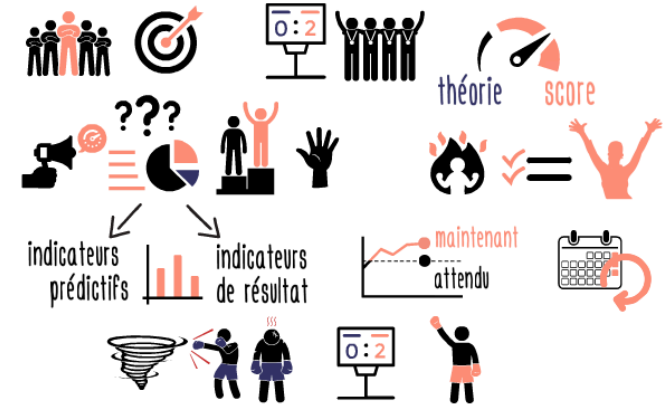 0:2
théorie
score
???
indicateurs
prédictifs
indicateurs
de résultat
maintenant
attendu
0:2